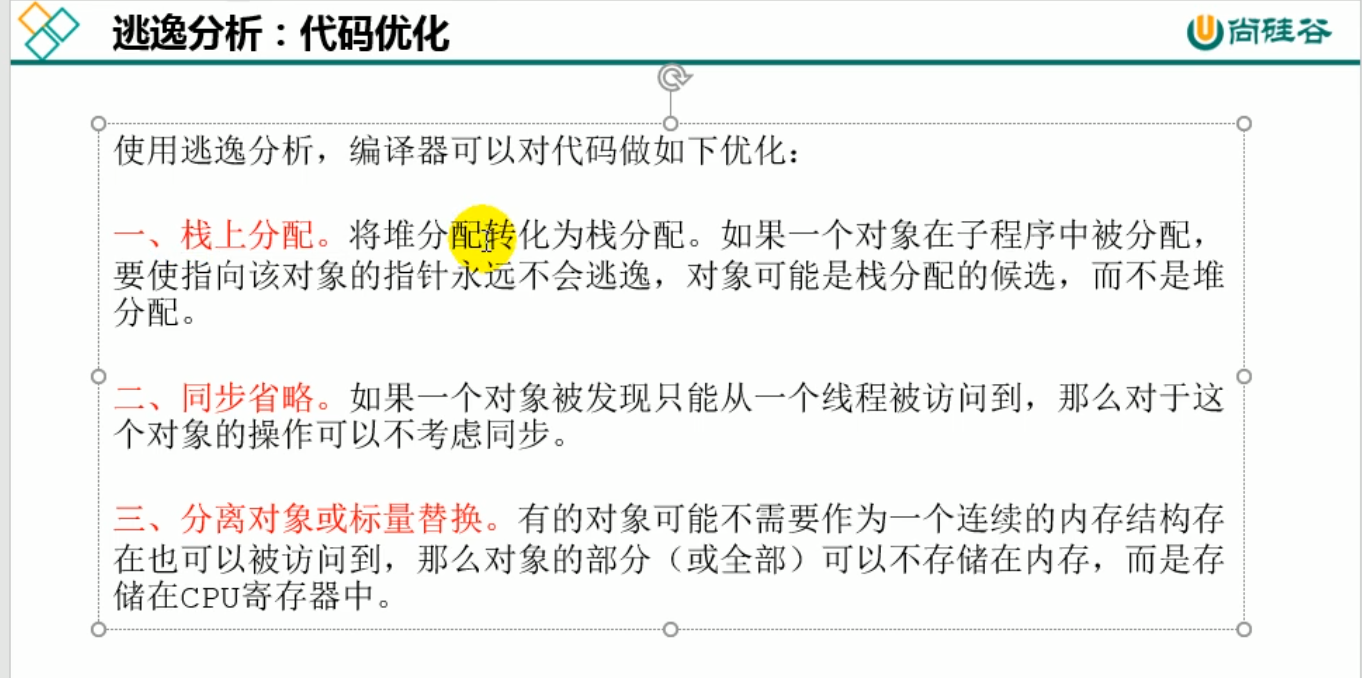 逃逸分析：代码优化
尚硅谷
使用逃逸分析，编译器可以对代码做如下优化：
一、栈上分配。将堆分配转化为栈分配。如果一个对象在子程序中被分配，
要使指向该对象的指针永远不会逃逸，对象可能是栈分配的候选，而不是堆
分配。
二、同步省略。如果一个对象被发现只能从一个线程被访问到，那么对于这
个对象的操作可以不考虑同步。
三、分离对象或标量替换。有的对象可能不需要作为一个连续的内存结构存
在也可以被访问到，那么对象的部分（或全部）可以不存储在内存，而是存
储在CPU寄存器中。